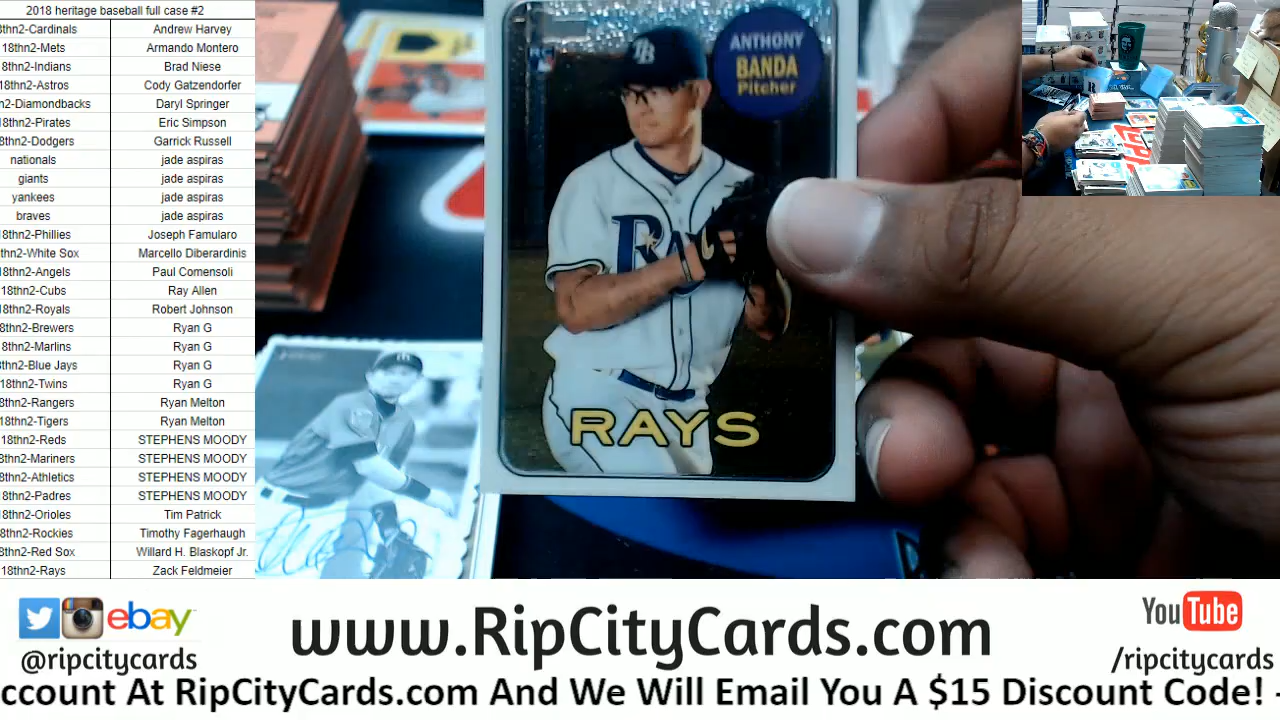 2018 heritage baseball full case #2
8thn2-Cardinals Andrew Harvey
18thn2-Mets Armando Montero
8thn2-Indians Brad Niese
18thn2-Astros Cody Gatzendorfer
n2-Diamondbacks Daryl Springer
8thn2-Pirates Eric Simpson
8thn2-Dodgers Garrick Russell
nationals jade aspiras
giants jade aspiras
yankees jade aspiras
braves jade aspiras
18thn2-Phillies Joseph Famularo
thn2-White Sox Marcello Diberardinis
18thn2-Angels Paul Comensoli
18thn2-Cubs Ray Allen
18thn2-Royals Robert Johnson
8thn2-Brewers Ryan G
8thn2-Marlins Ryan G
thn2-Blue Jays Ryan G
18thn2-Twins Ryan G
8thn2-Rangers Ryan Melton
18thn2-Tigers Ryan Melton
18thn2-Reds STEPHENS MOODY
8thn2-Mariners STEPHENS MOODY
8thn2-Athletics STEPHENS MOODY
8thn2-Padres STEPHENS MOODY
18thn2-Orioles Tim Patrick
8thn2-Rockies Timothy Fagerhaugh
8thn2-Red Sox Willard H. Blaskopf Jr.
18thn2-Rays Zack Feldmeier
RC
TB
ANTHONY
BANDA
Pitcher
RAYS
ebay
@ripcitycards
www.RipCityCards.com
YouTube
/ripcitycards
ccount At RipCityCards.com And We Will Email You A $15 Discount Code! -